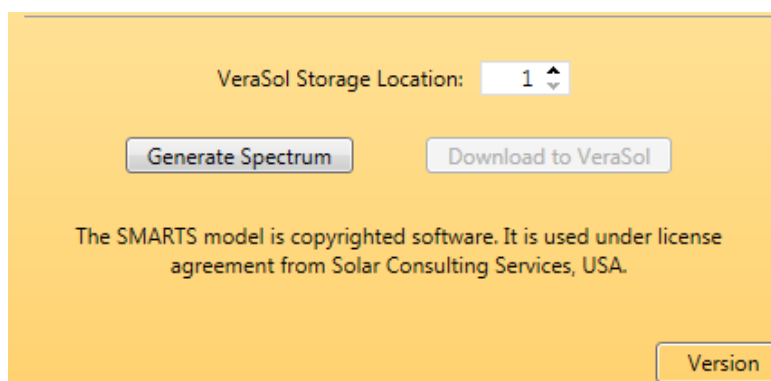 VeraSol Storage Location: 1
Generate Spectrum Download to VeraSol
The SMARTS model is copyrighted software. It is used under license
agreement from Solar Consulting Services, USA.
Version